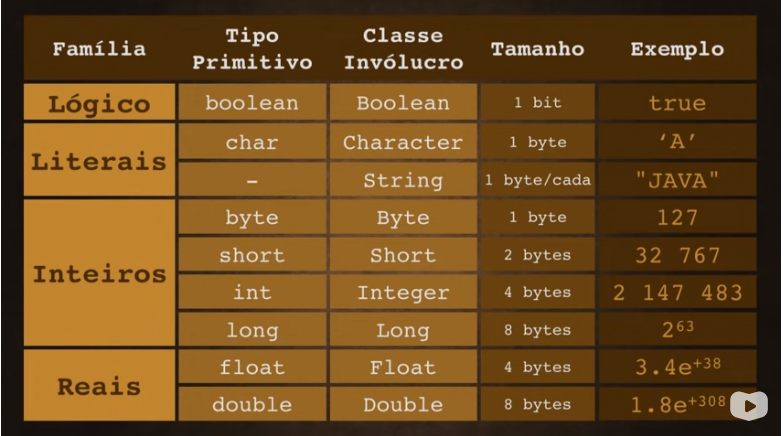 Família Tipo Primitivo Classe Invólucro Tamanho Exemplo
Lógico boolean Boolean 1 bit true
Literais char Character 1 byte ‘A’
- String 1 byte/cada "JAVA"
Inteiros byte Byte 1 byte 127
short Short 2 bytes 32 767
int Integer 4 bytes 2 147 483
long Long 8 bytes 2⁶³
Reais float Float 4 bytes 3.4e⁺³⁸
double Double 8 bytes 1.8e⁺³⁰⁸